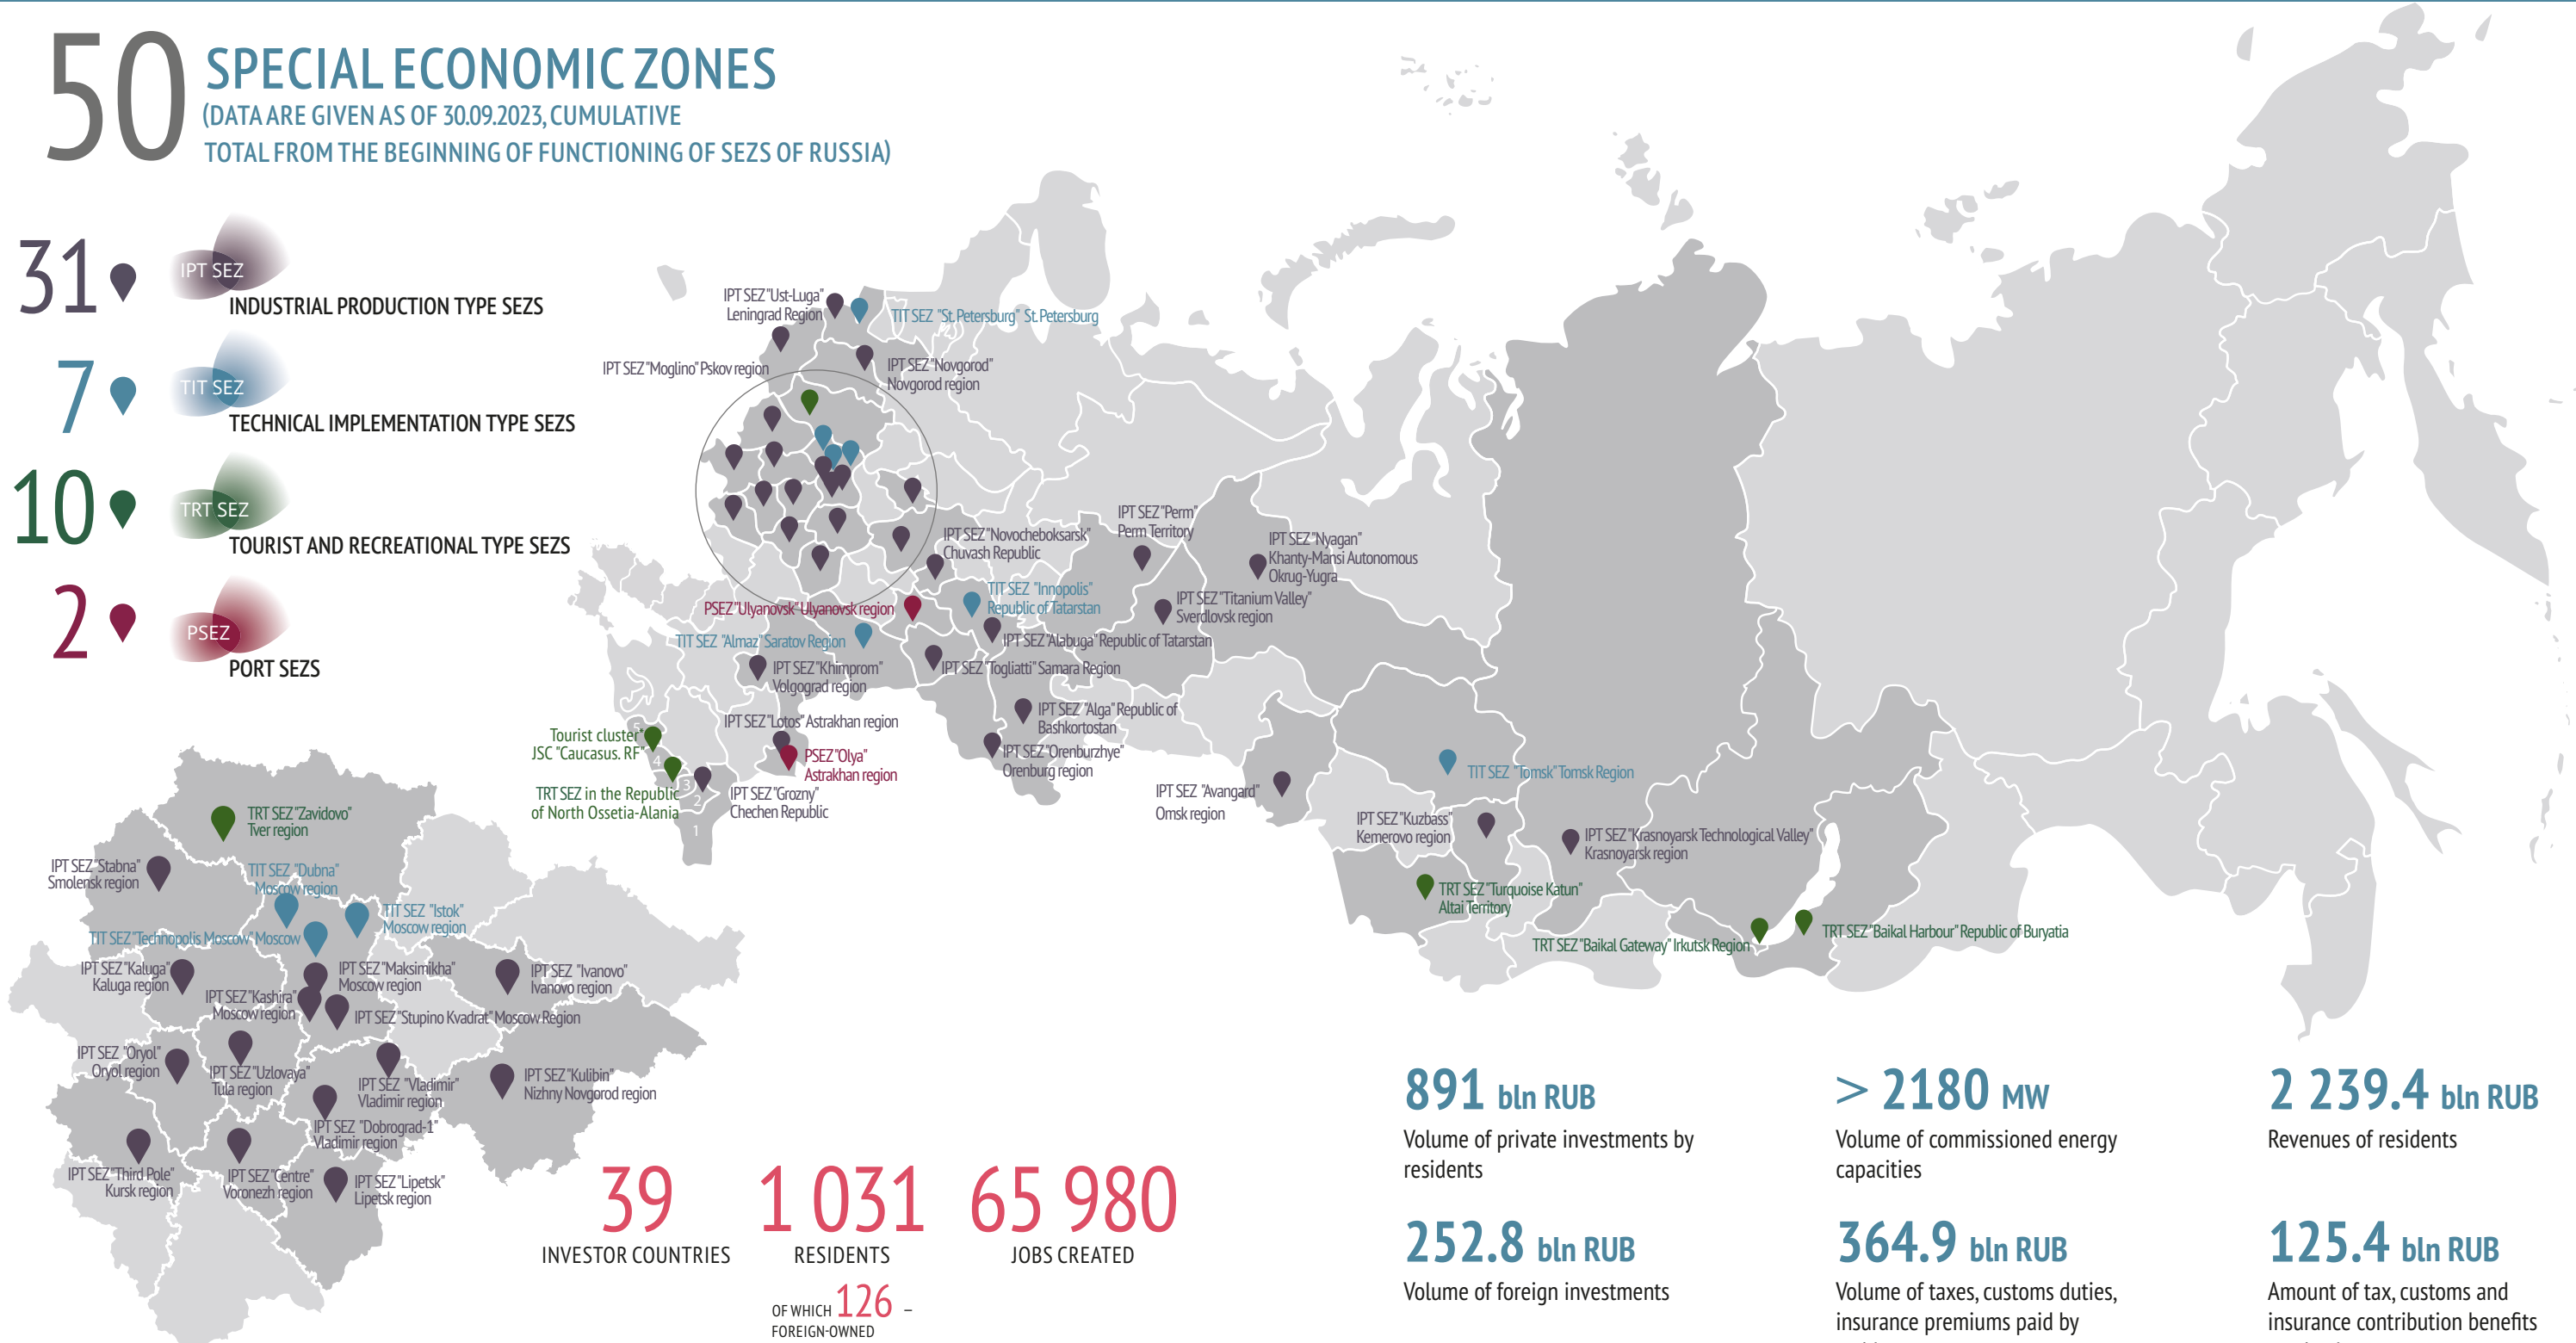 50
SPECIAL ECONOMIC ZONES
(DATA ARE GIVEN AS OF 30.09.2023, CUMULATIVE
TOTAL FROM THE BEGINNING OF FUNCTIONING OF SEZS OF RUSSIA)
31
IPT SEZ
INDUSTRIAL PRODUCTION TYPE SEZS
7
TIT SEZ
TECHNICAL IMPLEMENTATION TYPE SEZS
10
TRT SEZ
TOURIST AND RECREATIONAL TYPE SEZS
2
PSEZ
PORT SEZS
IPT SEZ "Ust-Luga"
Leningrad Region
TIT SEZ "St. Petersburg" St. Petersburg
IPT SEZ "Moglino" Pskov region
IPT SEZ "Novgorod"
Novgorod region
IPT SEZ "Novocheboksarsk"
Chuvash Republic
IPT SEZ "Perm"
Perm Territory
IPT SEZ "Nyagan"
Khanty-Mansi Autonomous
Okrug-Yugra
TIT SEZ "Innopolis"
Republic of Tatarstan
IPT SEZ "Titanium Valley"
Sverdlovsk region
PSEZ "Ulyanovsk" Ulyanovsk region
TIT SEZ "Almaz" Saratov Region
IPT SEZ "Alabuga" Republic of Tatarstan
IPT SEZ "Khimprom"
Volgograd region
IPT SEZ "Togliatti" Samara Region
IPT SEZ "Lotos" Astrakhan region
IPT SEZ "Alga" Republic of
Bashkortostan
Tourist cluster"
JSC "Caucasus. RF"
PSEZ "Olya"
Astrakhan region
IPT SEZ "Orenburzhye"
Orenburg region
TRT SEZ in the Republic
of North Ossetia-Alania
IPT SEZ "Grozny"
Chechen Republic
5
4
3
2
1
IPT SEZ "Avangard"
Omsk region
TIT SEZ "Tomsk" Tomsk Region
IPT SEZ "Kuzbass"
Kemerovo region
IPT SEZ "Krasnoyarsk Technological Valley"
Krasnoyarsk region
TRT SEZ "Turquoise Katun"
Altai Territory
TRT SEZ "Baikal Gateway" Irkutsk Region
TRT SEZ "Baikal Harbour" Republic of Buryatia
TRT SEZ "Zavidovo"
Tver region
IPT SEZ "Stabna"
Smolensk region
TIT SEZ "Dubna"
Moscow region
TIT SEZ "Istok"
Moscow region
TIT SEZ "Technopolis Moscow" Moscow
IPT SEZ "Kaluga"
Kaluga region
IPT SEZ "Maksimikha"
Moscow region
IPT SEZ "Ivanovo"
Ivanovo region
IPT SEZ "Kashira"
Moscow region
IPT SEZ "Stupino Kvadrat" Moscow Region
IPT SEZ "Oryol"
Oryol region
IPT SEZ "Uzlovaya"
Tula region
IPT SEZ "Vladimir"
Vladimir region
IPT SEZ "Kulibin"
Nizhny Novgorod region
IPT SEZ "Dobrograd-1"
Vladimir region
IPT SEZ "Third Pole"
Kursk region
IPT SEZ "Centre"
Voronezh region
IPT SEZ "Lipetsk"
Lipetsk region
39
INVESTOR COUNTRIES
1 031
RESIDENTS
OF WHICH 126 –
FOREIGN-OWNED
65 980
JOBS CREATED
891 bln RUB
Volume of private investments by
residents
> 2180 MW
Volume of commissioned energy
capacities
2 239.4 bln RUB
Revenues of residents
252.8 bln RUB
Volume of foreign investments
364.9 bln RUB
Volume of taxes, customs duties,
insurance premiums paid by
125.4 bln RUB
Amount of tax, customs and
insurance contribution benefits